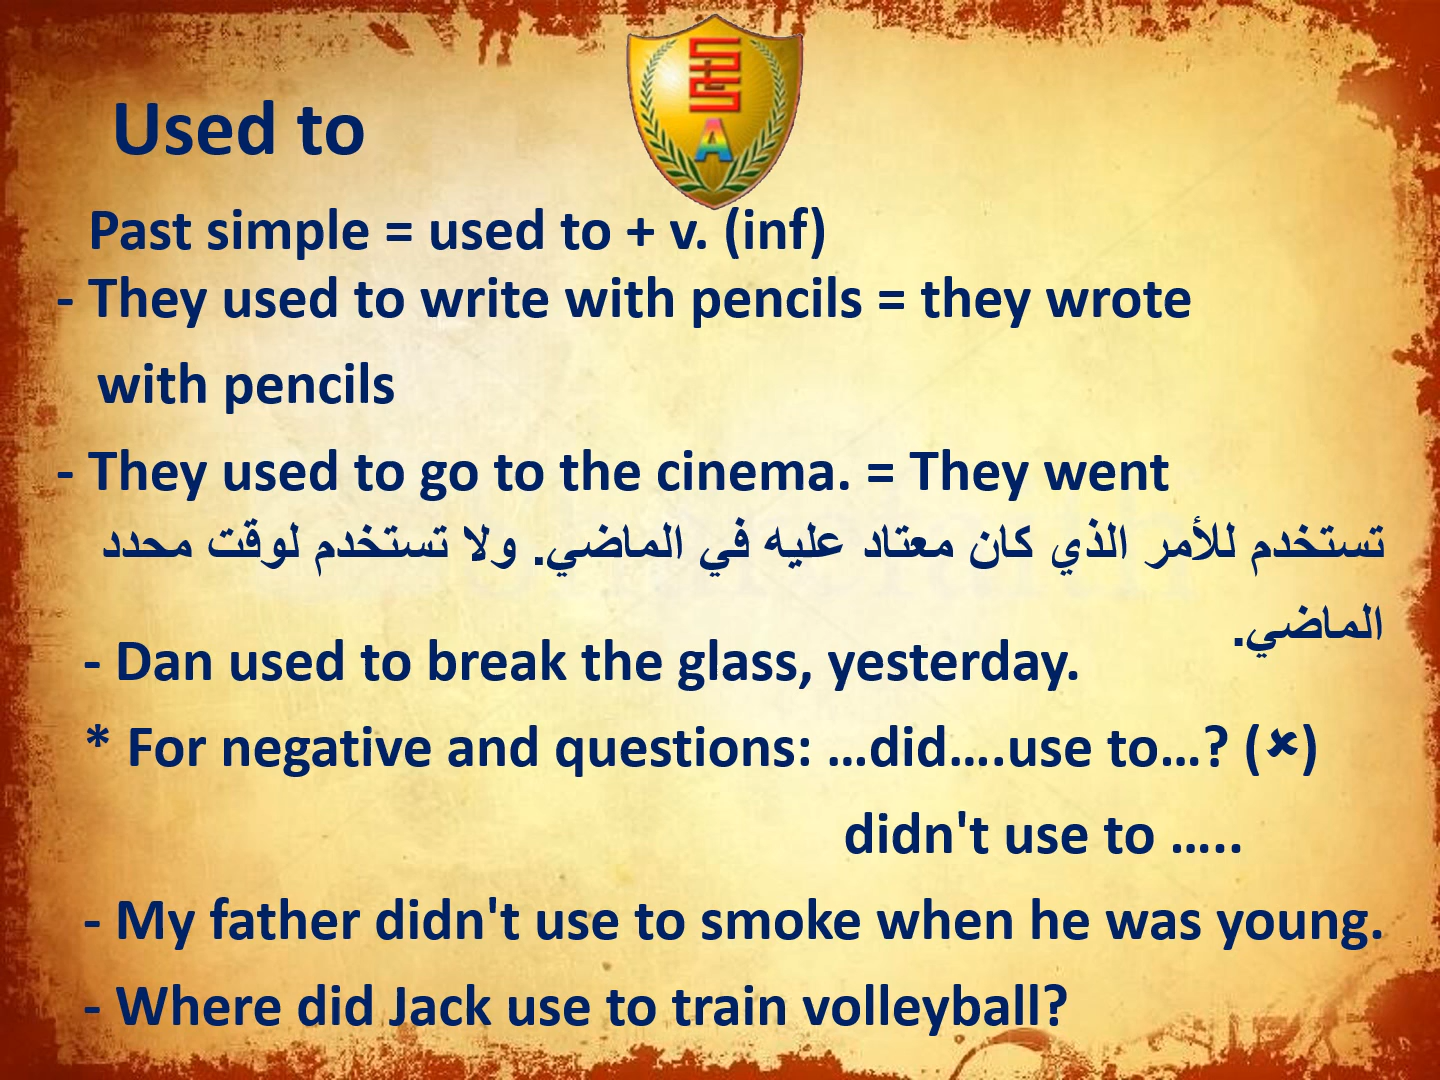 SESA
Used to
Past simple = used to + v. (inf)
- They used to write with pencils = they wrote
with pencils
- They used to go to the cinema. = They went
تستخدم للأمر الذي كان معتاد عليه في الماضي. ولا تستخدم لوقت محدد
الماضي.
- Dan used to break the glass, yesterday.
* For negative and questions: …did….use to…? (✘)
didn't use to …..
- My father didn't use to smoke when he was young.
- Where did Jack use to train volleyball?